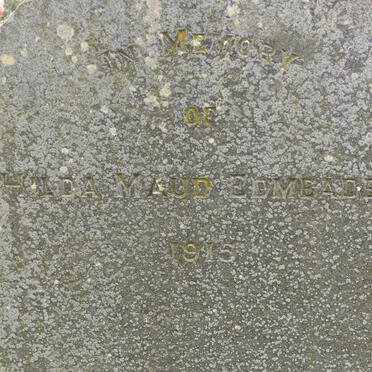 IN MEMORY
OF
HILDA MAUD EDMEADE
1915